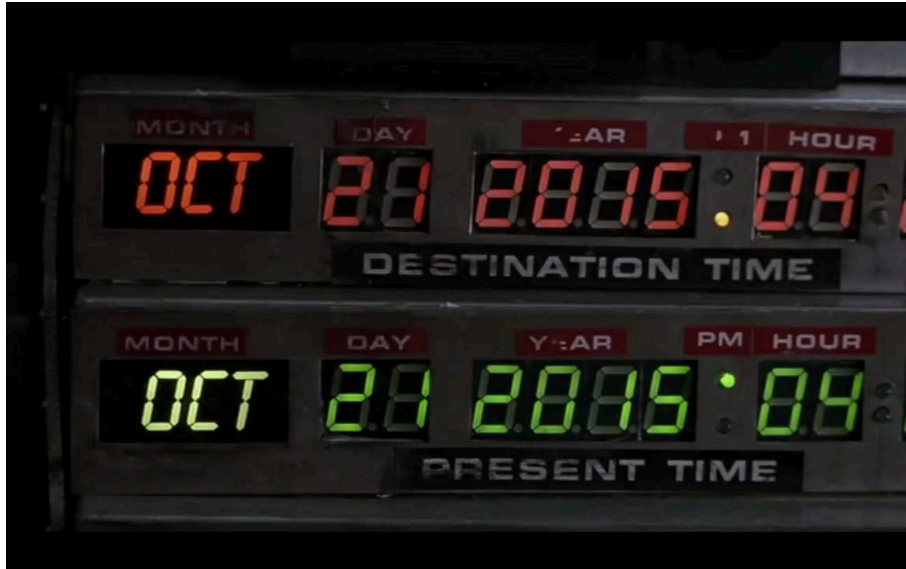 MONTH DAY HOUR
OCT 21 2015 04
DESTINATION TIME
MONTH DAY YEAR PM HOUR
OCT 21 2015 04
PRESENT TIME